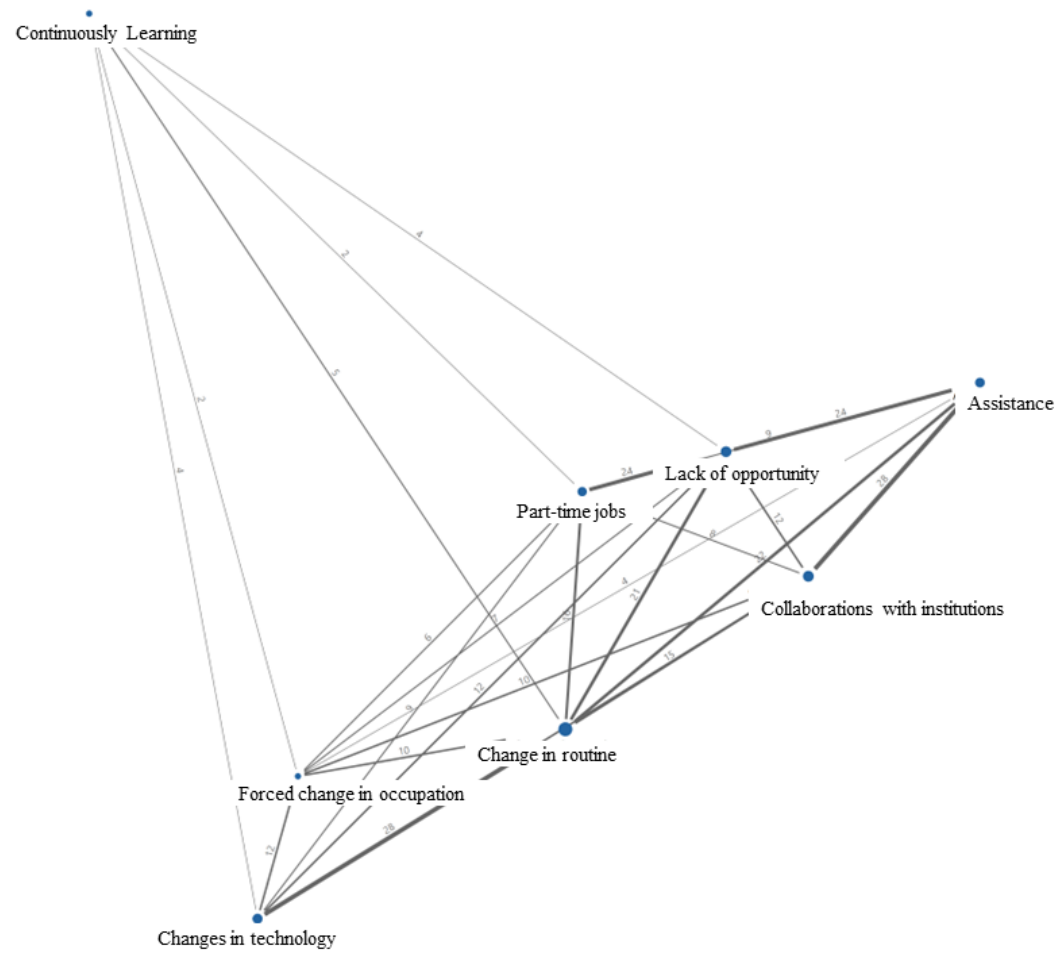 Continuously Learning
4
2
5
2
4
24
Assistance
9
24
Lack of opportunity
28
Part-time jobs
12
8
Collaborations with institutions
4
21
6
15
12
10
9
10
Change in routine
Forced change in occupation
28
12
Changes in technology